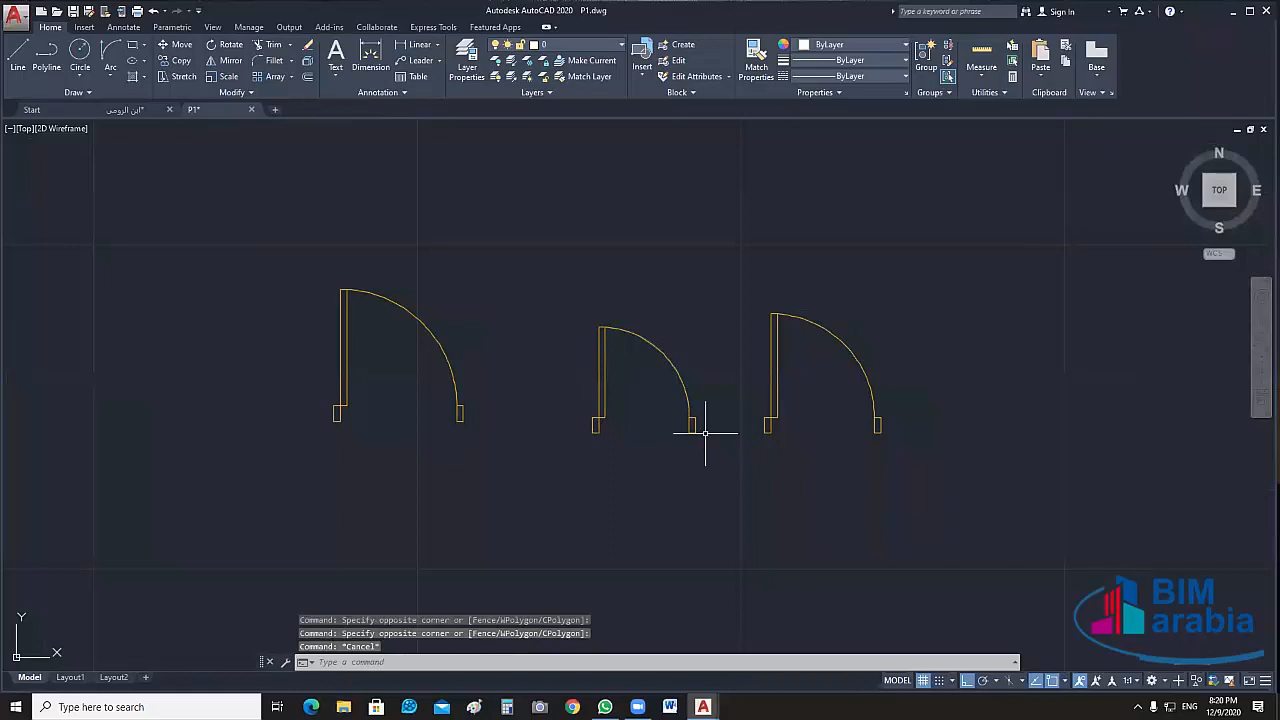 Autodesk AutoCAD 2020 P1.dwg
Type a keyword or phrase
Sign In
Home Insert Annotate Parametric View Manage Output Add-ins Collaborate Express Tools Featured Apps
Line Polyline Circle Arc
Move Rotate Trim
Copy Mirror Fillet
Stretch Scale Array
Text Dimension
Linear
Leader
Table
Layer Properties
0
Make Current
Match Layer
Insert
Create
Edit
Edit Attributes
Match Properties
ByLayer
ByLayer
ByLayer
Group
Measure
Paste
Base
Draw Modify Annotation Layers Block Properties Groups Utilities Clipboard View
Start ابن الرومى* P1*
[−][Top][2D Wireframe]
N
W TOP E
S
WCS
Y
X
Command: Specify opposite corner or [Fence/WPolygon/CPolygon]:
Command: Specify opposite corner or [Fence/WPolygon/CPolygon]:
Command: *Cancel*
Type a command
BIM
arabia
Model Layout1 Layout2 +
MODEL 1:1
Type here to search
8:20 PM
12/9/2020